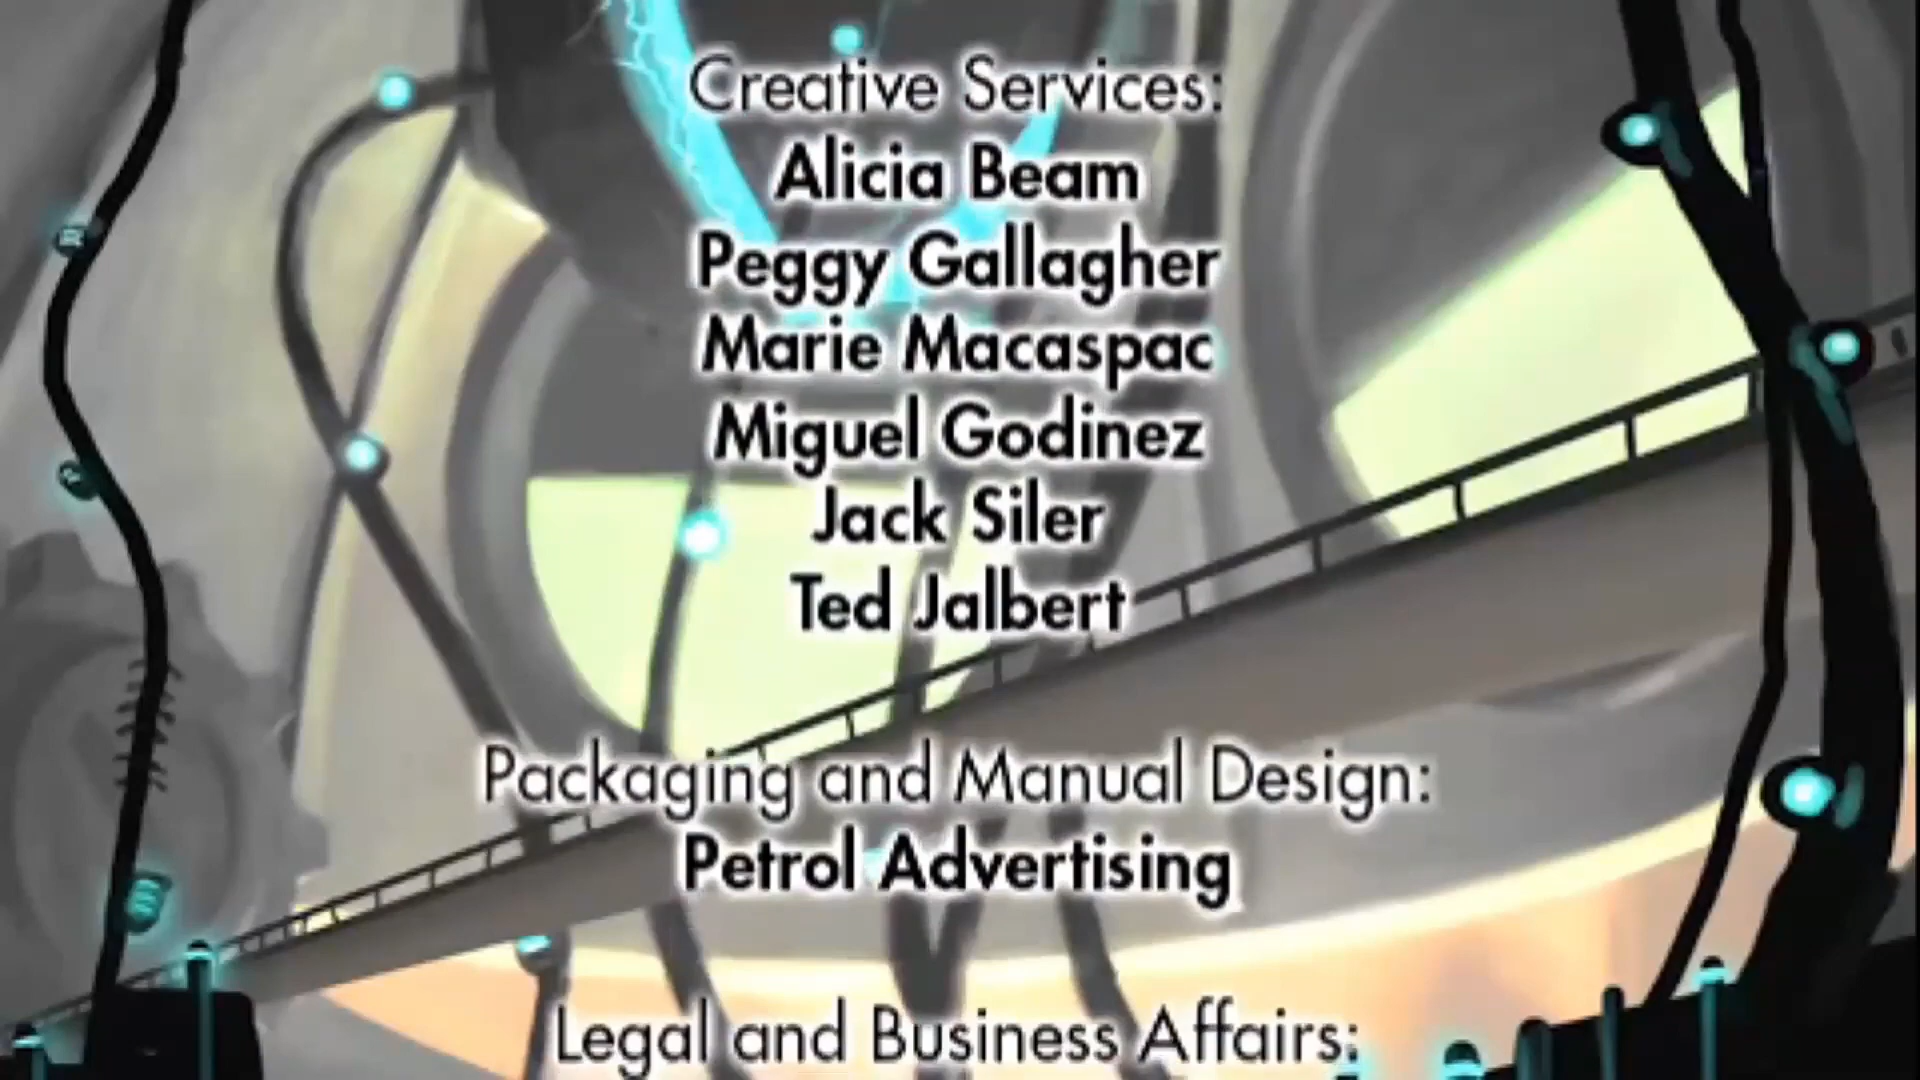 Creative Services:
Alicia Beam
Peggy Gallagher
Marie Macaspac
Miguel Godinez
Jack Siler
Ted Jalbert
Packaging and Manual Design:
Petrol Advertising
Legal and Business Affairs: